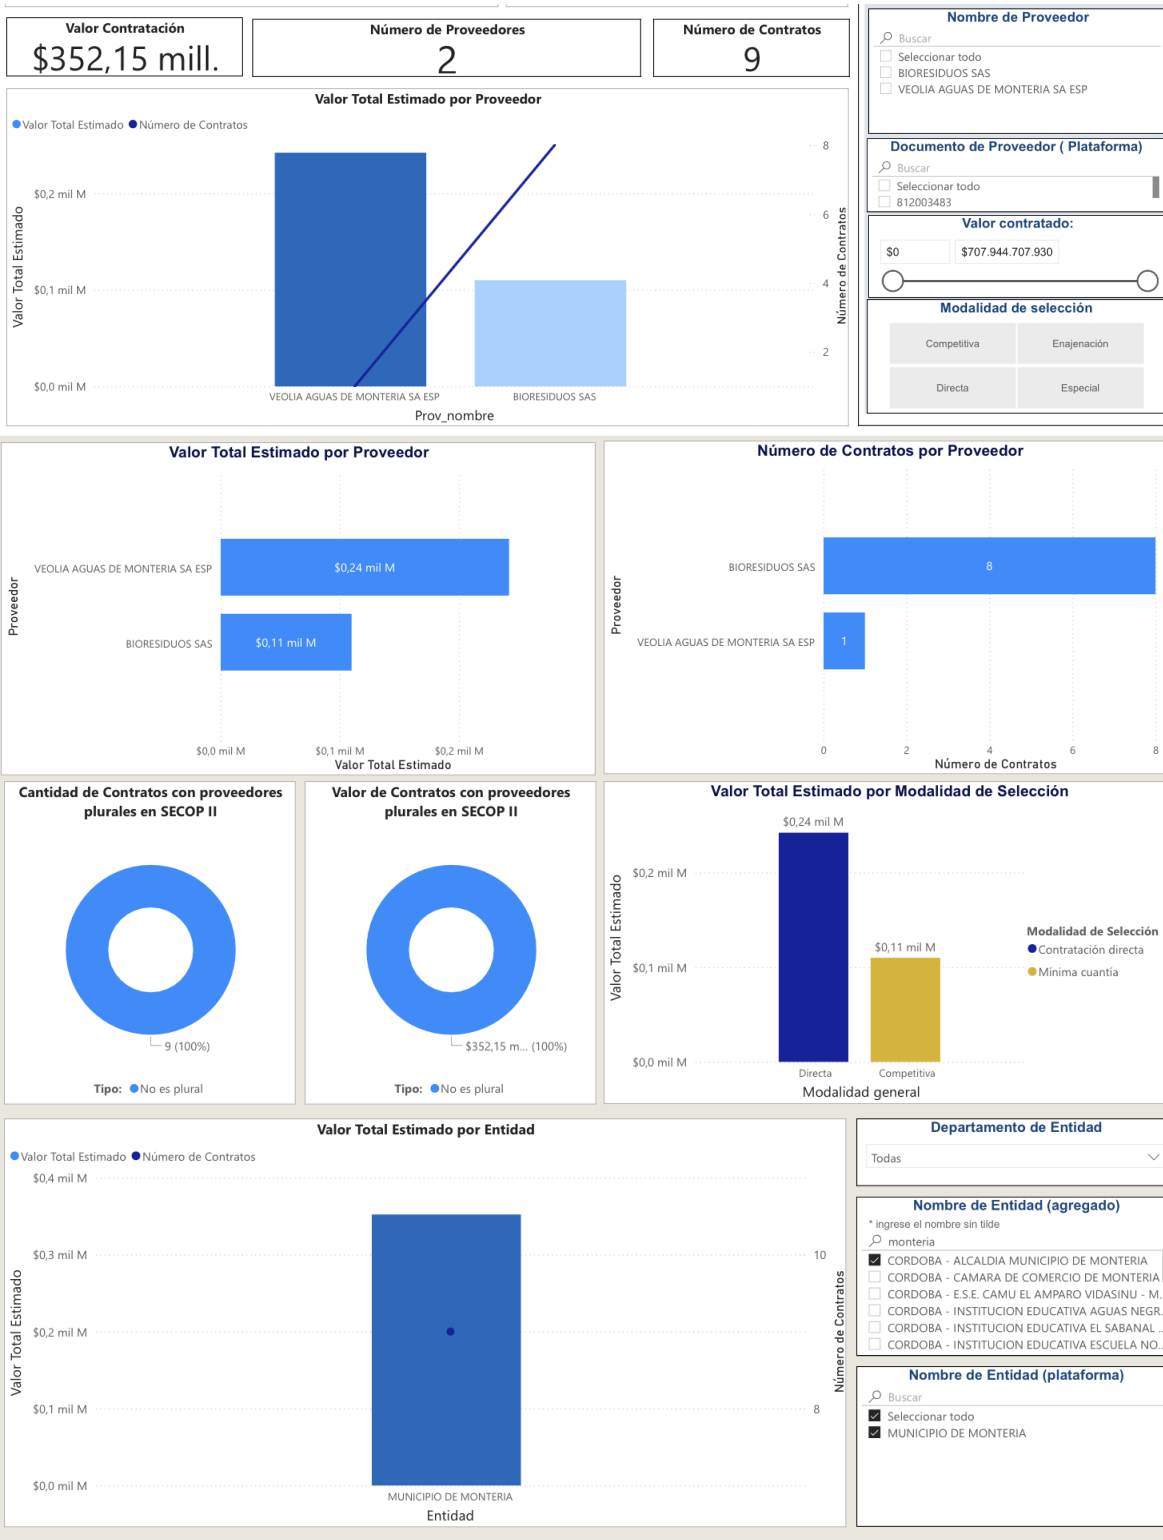 Valor Contratación
$352,15 mill.
Número de Proveedores
2
Número de Contratos
9
Nombre de Proveedor
Buscar
Seleccionar todo
BIORESIDUOS SAS
VEOLIA AGUAS DE MONTERIA SA ESP
Documento de Proveedor ( Plataforma)
Buscar
Seleccionar todo
812003483
Valor contratado:
$0
$707.944.707.930
Modalidad de selección
Competitiva
Enajenación
Directa
Especial
Valor Total Estimado por Proveedor
Valor Total Estimado
Número de Contratos
Valor Total Estimado
$0,2 mil M
$0,1 mil M
$0,0 mil M
8
6
4
2
Número de Contratos
VEOLIA AGUAS DE MONTERIA SA ESP
BIORESIDUOS SAS
Prov_nombre
Valor Total Estimado por Proveedor
Proveedor
VEOLIA AGUAS DE MONTERIA SA ESP
$0,24 mil M
BIORESIDUOS SAS
$0,11 mil M
$0,0 mil M
$0,1 mil M
$0,2 mil M
Valor Total Estimado
Número de Contratos por Proveedor
Proveedor
BIORESIDUOS SAS
8
VEOLIA AGUAS DE MONTERIA SA ESP
1
0
2
4
6
8
Número de Contratos
Cantidad de Contratos con proveedores
plurales en SECOP II
9 (100%)
Tipo:
No es plural
Valor de Contratos con proveedores
plurales en SECOP II
$352,15 m... (100%)
Tipo:
No es plural
Valor Total Estimado por Modalidad de Selección
Valor Total Estimado
$0,2 mil M
$0,1 mil M
$0,0 mil M
$0,24 mil M
$0,11 mil M
Directa
Competitiva
Modalidad general
Modalidad de Selección
Contratación directa
Mínima cuantía
Valor Total Estimado por Entidad
Valor Total Estimado
Número de Contratos
Valor Total Estimado
$0,4 mil M
$0,3 mil M
$0,2 mil M
$0,1 mil M
$0,0 mil M
10
8
Número de Contratos
MUNICIPIO DE MONTERIA
Entidad
Departamento de Entidad
Todas
Nombre de Entidad (agregado)
* ingrese el nombre sin tilde
monteria
CORDOBA - ALCALDIA MUNICIPIO DE MONTERIA
CORDOBA - CAMARA DE COMERCIO DE MONTERIA
CORDOBA - E.S.E. CAMU EL AMPARO VIDASINU - M..
CORDOBA - INSTITUCION EDUCATIVA AGUAS NEGR..
CORDOBA - INSTITUCION EDUCATIVA EL SABANAL ...
CORDOBA - INSTITUCION EDUCATIVA ESCUELA NO...
Nombre de Entidad (plataforma)
Buscar
Seleccionar todo
MUNICIPIO DE MONTERIA